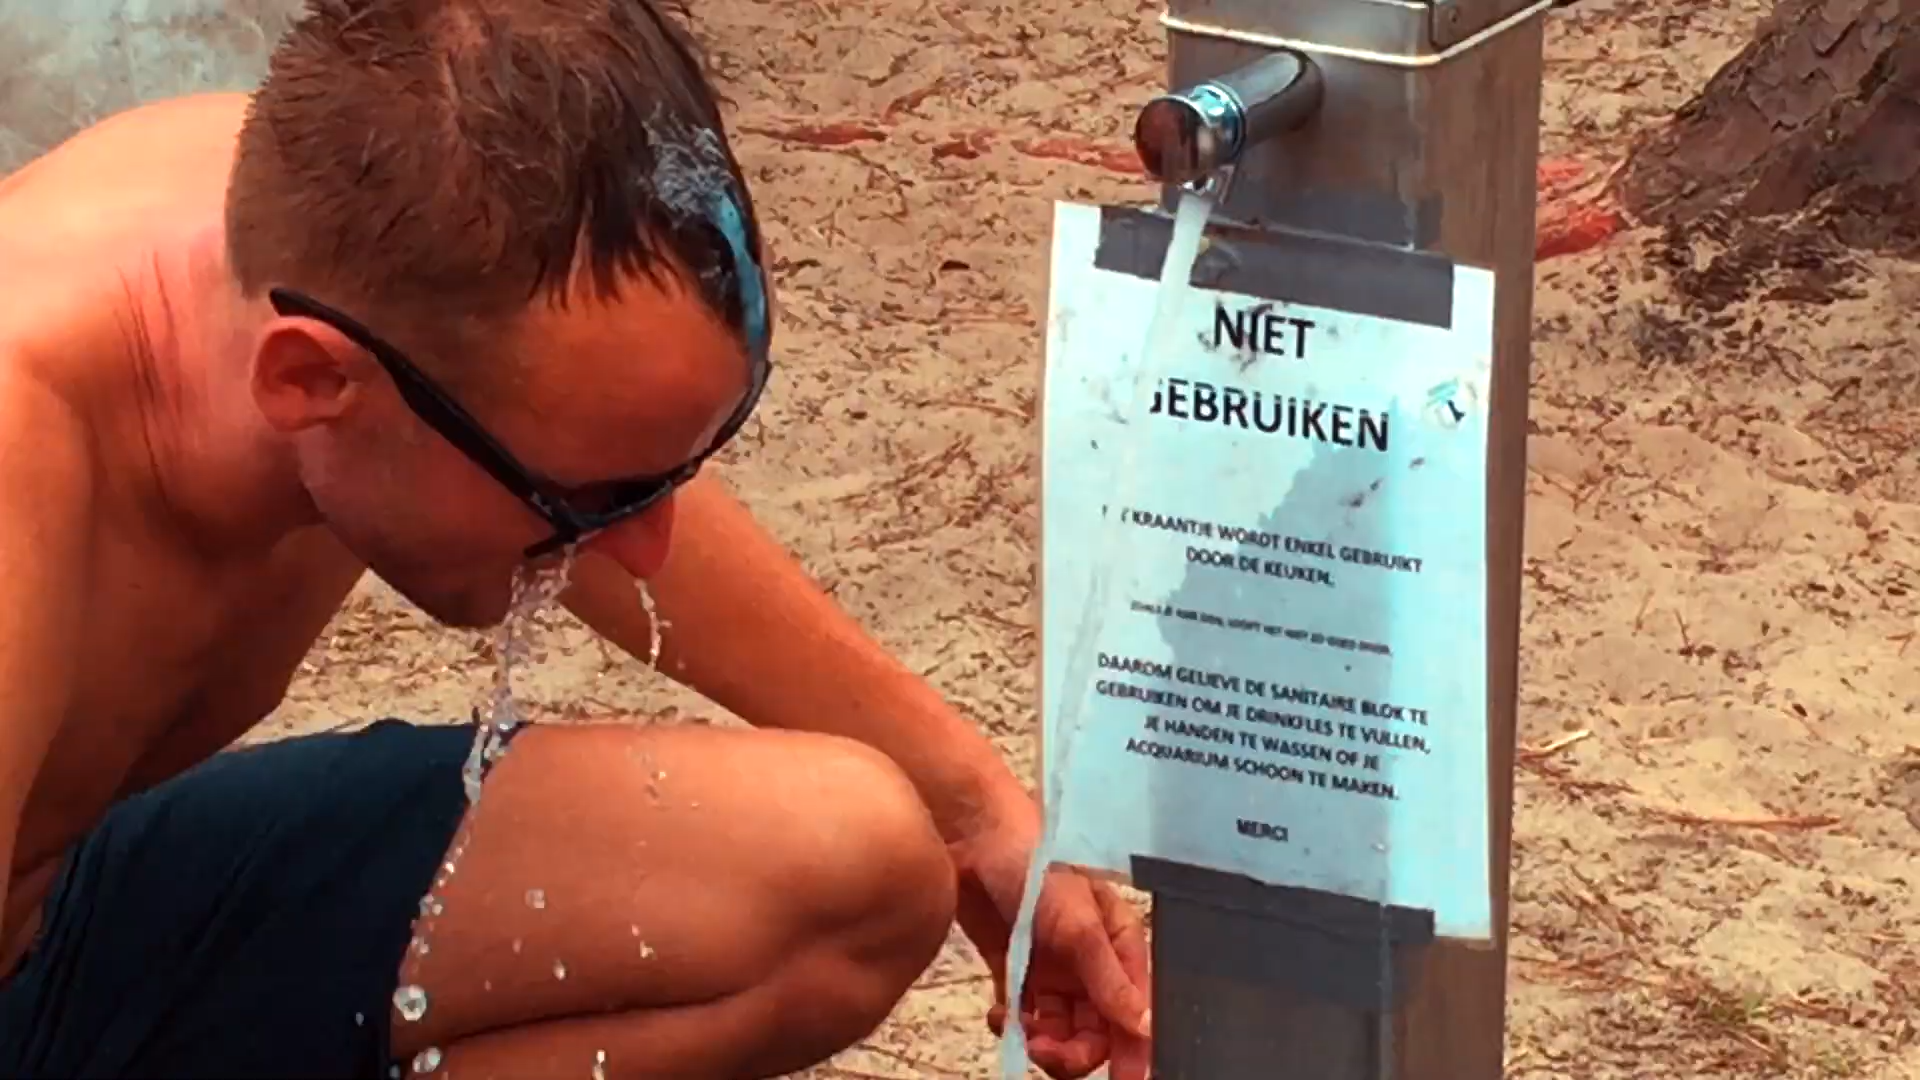 NIET
GEBRUIKEN
KRAANTJE WORDT ENKEL GEBRUIKT
DOOR DE KEUKEN.
DAAROM GELIEVE DE SANITAIRE BLOK TE
GEBRUIKEN OM JE DRINKFLES TE VULLEN,
JE HANDEN TE WASSEN OF JE
ACQUARIUM SCHOON TE MAKEN.
MERCI